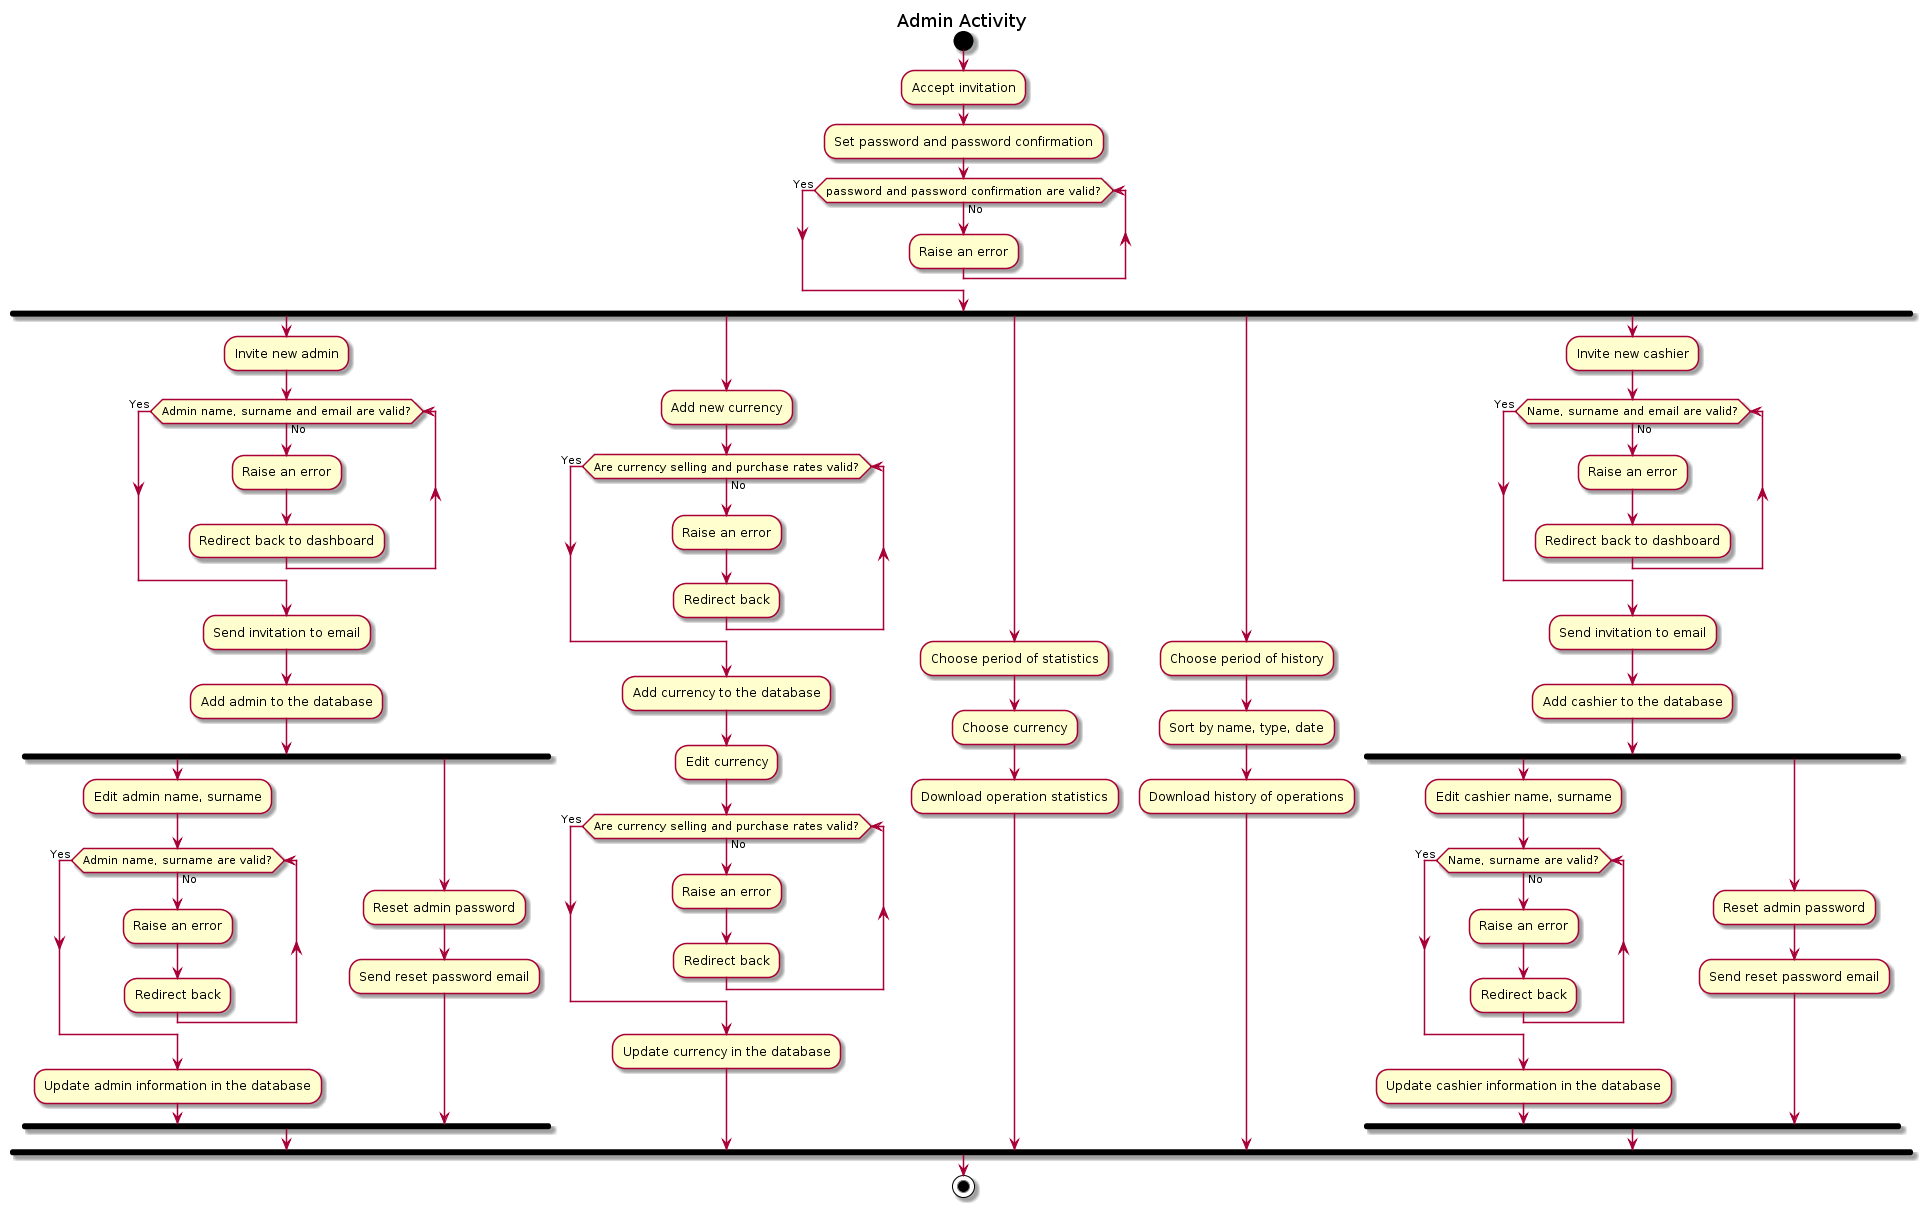 Admin Activity
Accept invitation
Set password and password confirmation
Yes
password and password confirmation are valid?
No
Raise an error
Invite new admin
Yes
Admin name, surname and email are valid?
No
Raise an error
Redirect back to dashboard
Send invitation to email
Add admin to the database
Edit admin name, surname
Yes
Admin name, surname are valid?
No
Raise an error
Redirect back
Update admin information in the database
Reset admin password
Send reset password email
Add new currency
Yes
Are currency selling and purchase rates valid?
No
Raise an error
Redirect back
Add currency to the database
Edit currency
Yes
Are currency selling and purchase rates valid?
No
Raise an error
Redirect back
Update currency in the database
Choose period of statistics
Choose currency
Download operation statistics
Choose period of history
Sort by name, type, date
Download history of operations
Invite new cashier
Yes
Name, surname and email are valid?
No
Raise an error
Redirect back to dashboard
Send invitation to email
Add cashier to the database
Edit cashier name, surname
Yes
Name, surname are valid?
No
Raise an error
Redirect back
Update cashier information in the database
Reset admin password
Send reset password email